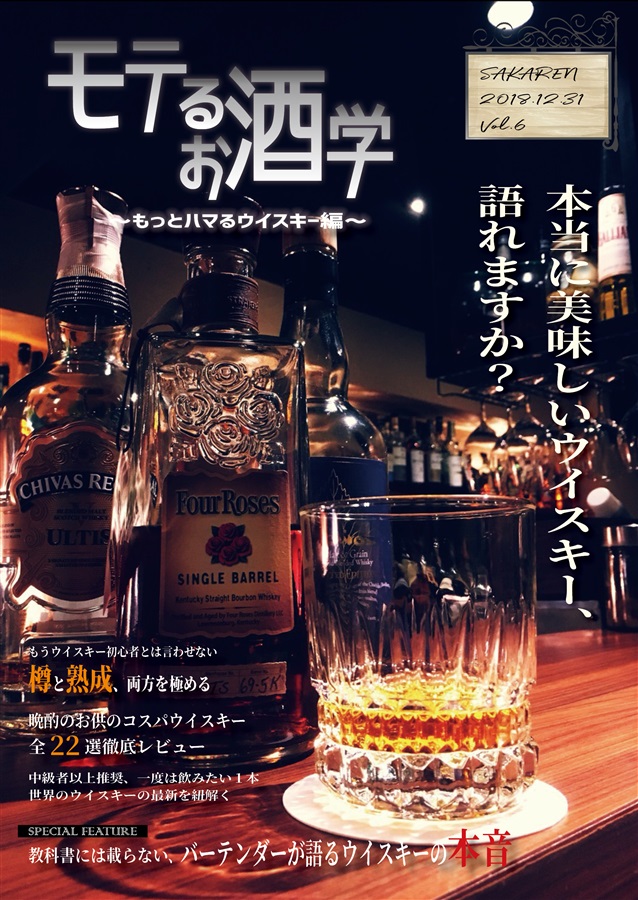 モテるお酒学
～もっとハマるウイスキー編～
SAKAREN
2018.12.31
Vol.6
本当に美味しいウイスキー、
語れますか？
CHIVAS RE
ULTIS
Four Roses
SINGLE BARREL
Kentucky Straight Bourbon Whiskey
69.5K
Grain
Whisky
もうウイスキー初心者とは言わせない
樽と熟成、両方を極める
晩酌のお供のコスパウイスキー
全22選徹底レビュー
中級者以上推奨、一度は飲みたい１本
世界のウイスキーの最新を紐解く
SPECIAL FEATURE
教科書には載らない、バーテンダーが語るウイスキーの本音